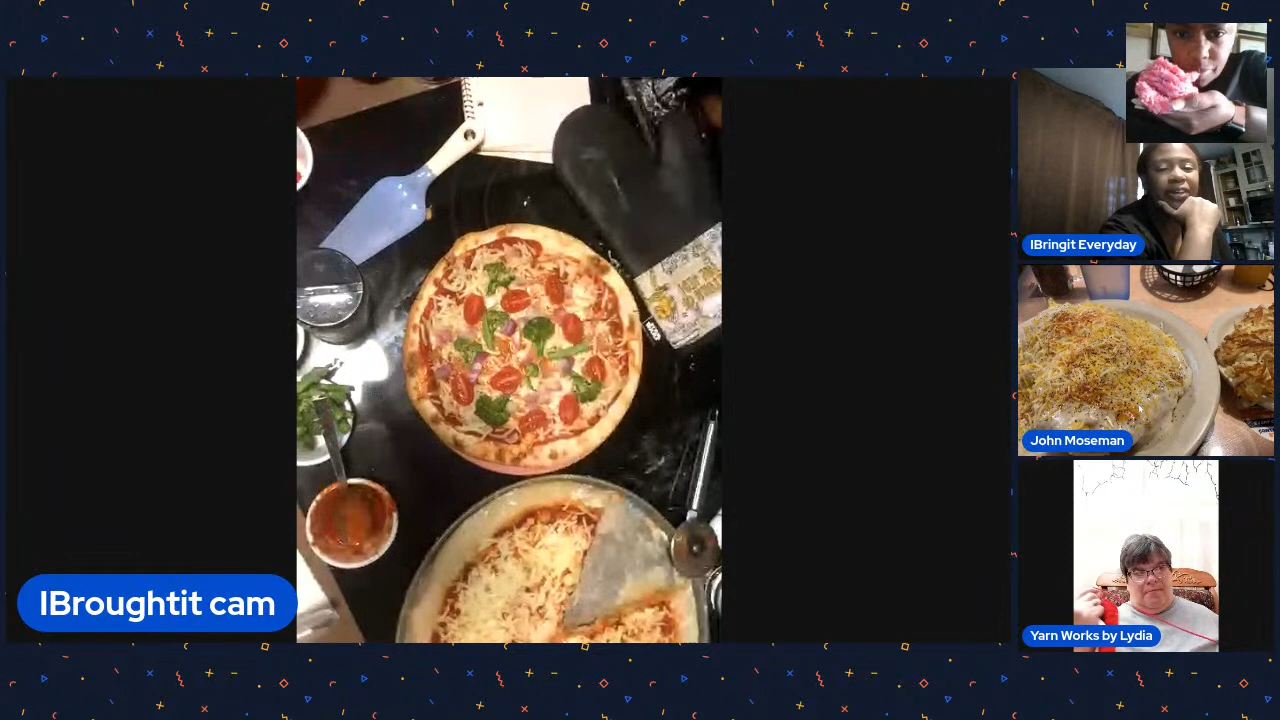 IBringit Everyday
John Moseman
IBroughtit cam
Yarn Works by Lydia